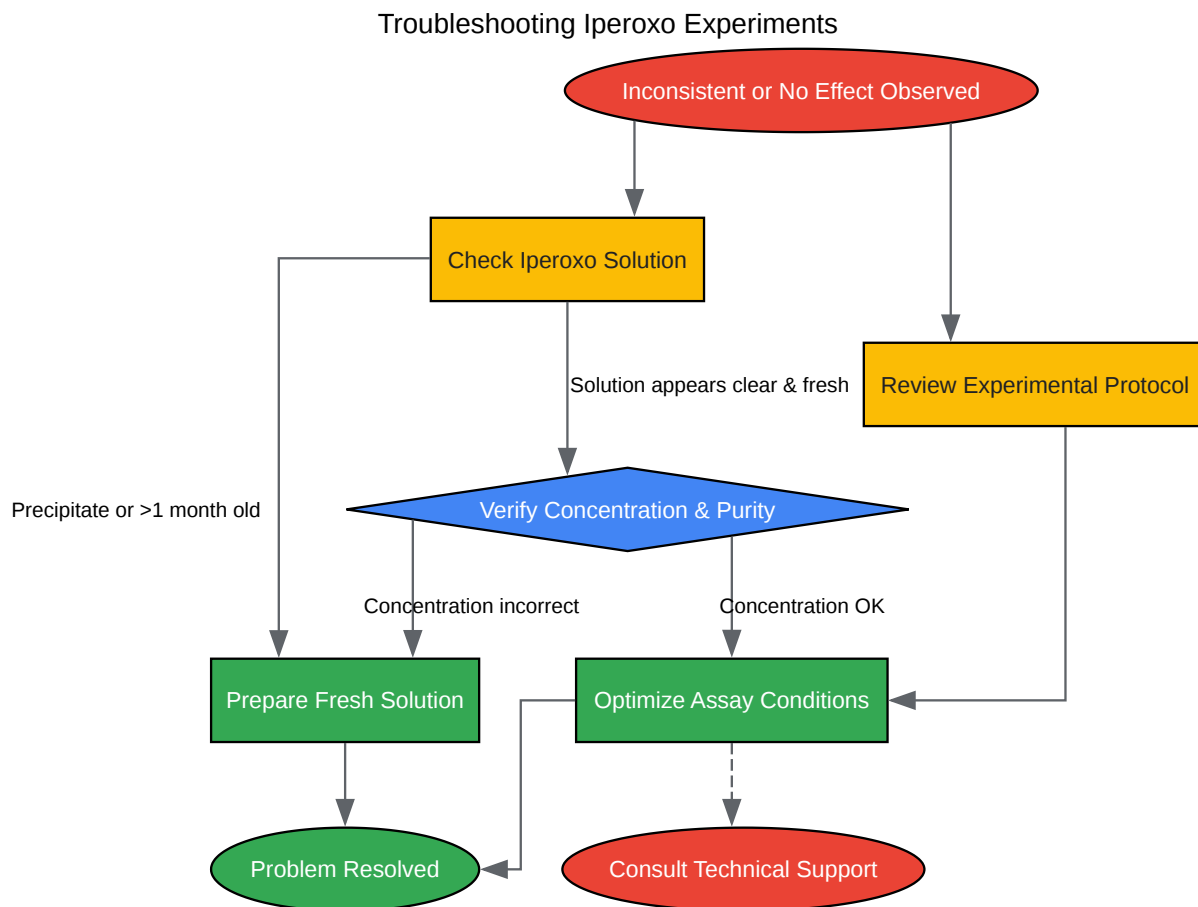 Troubleshooting Iperoxo Experiments
Inconsistent or No Effect Observed
Check Iperoxo Solution
Review Experimental Protocol
Solution appears clear & fresh
Precipitate or >1 month old
Verify Concentration & Purity
Concentration incorrect
Concentration OK
Prepare Fresh Solution
Optimize Assay Conditions
Problem Resolved
Consult Technical Support